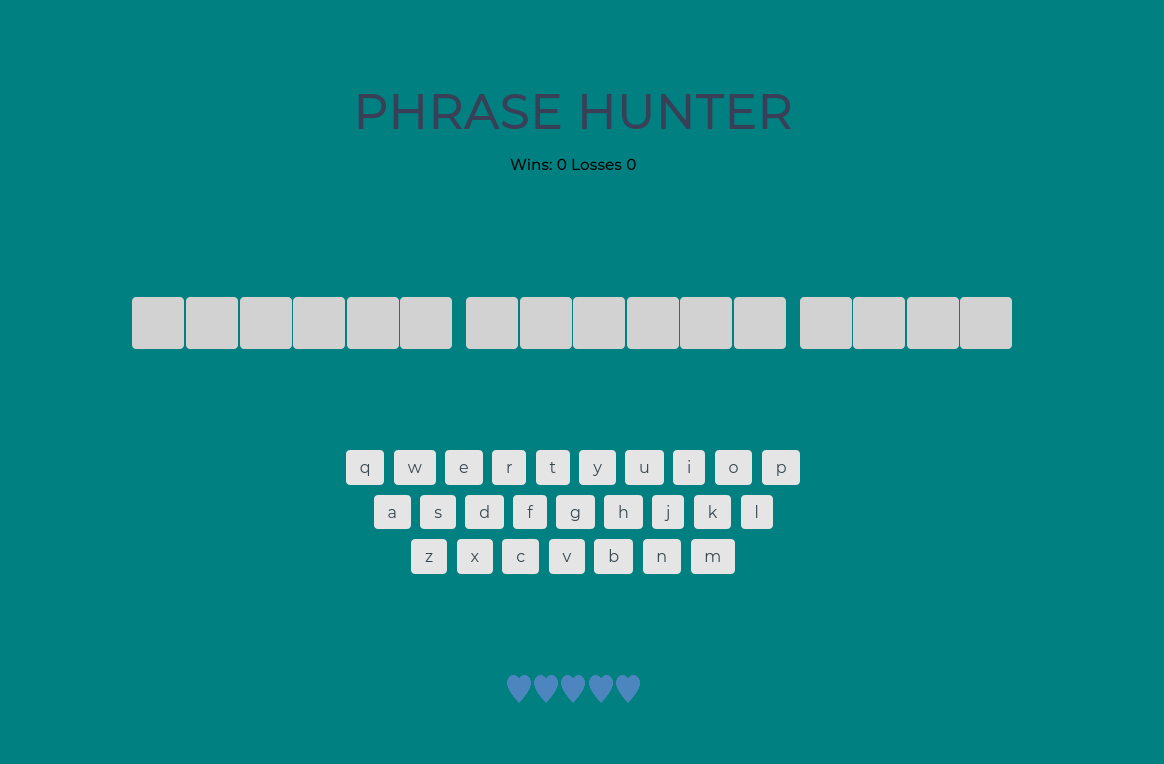 PHRASE HUNTER
Wins: 0 Losses 0
q w e r t y u i o p
a s d f g h j k l
z x c v b n m